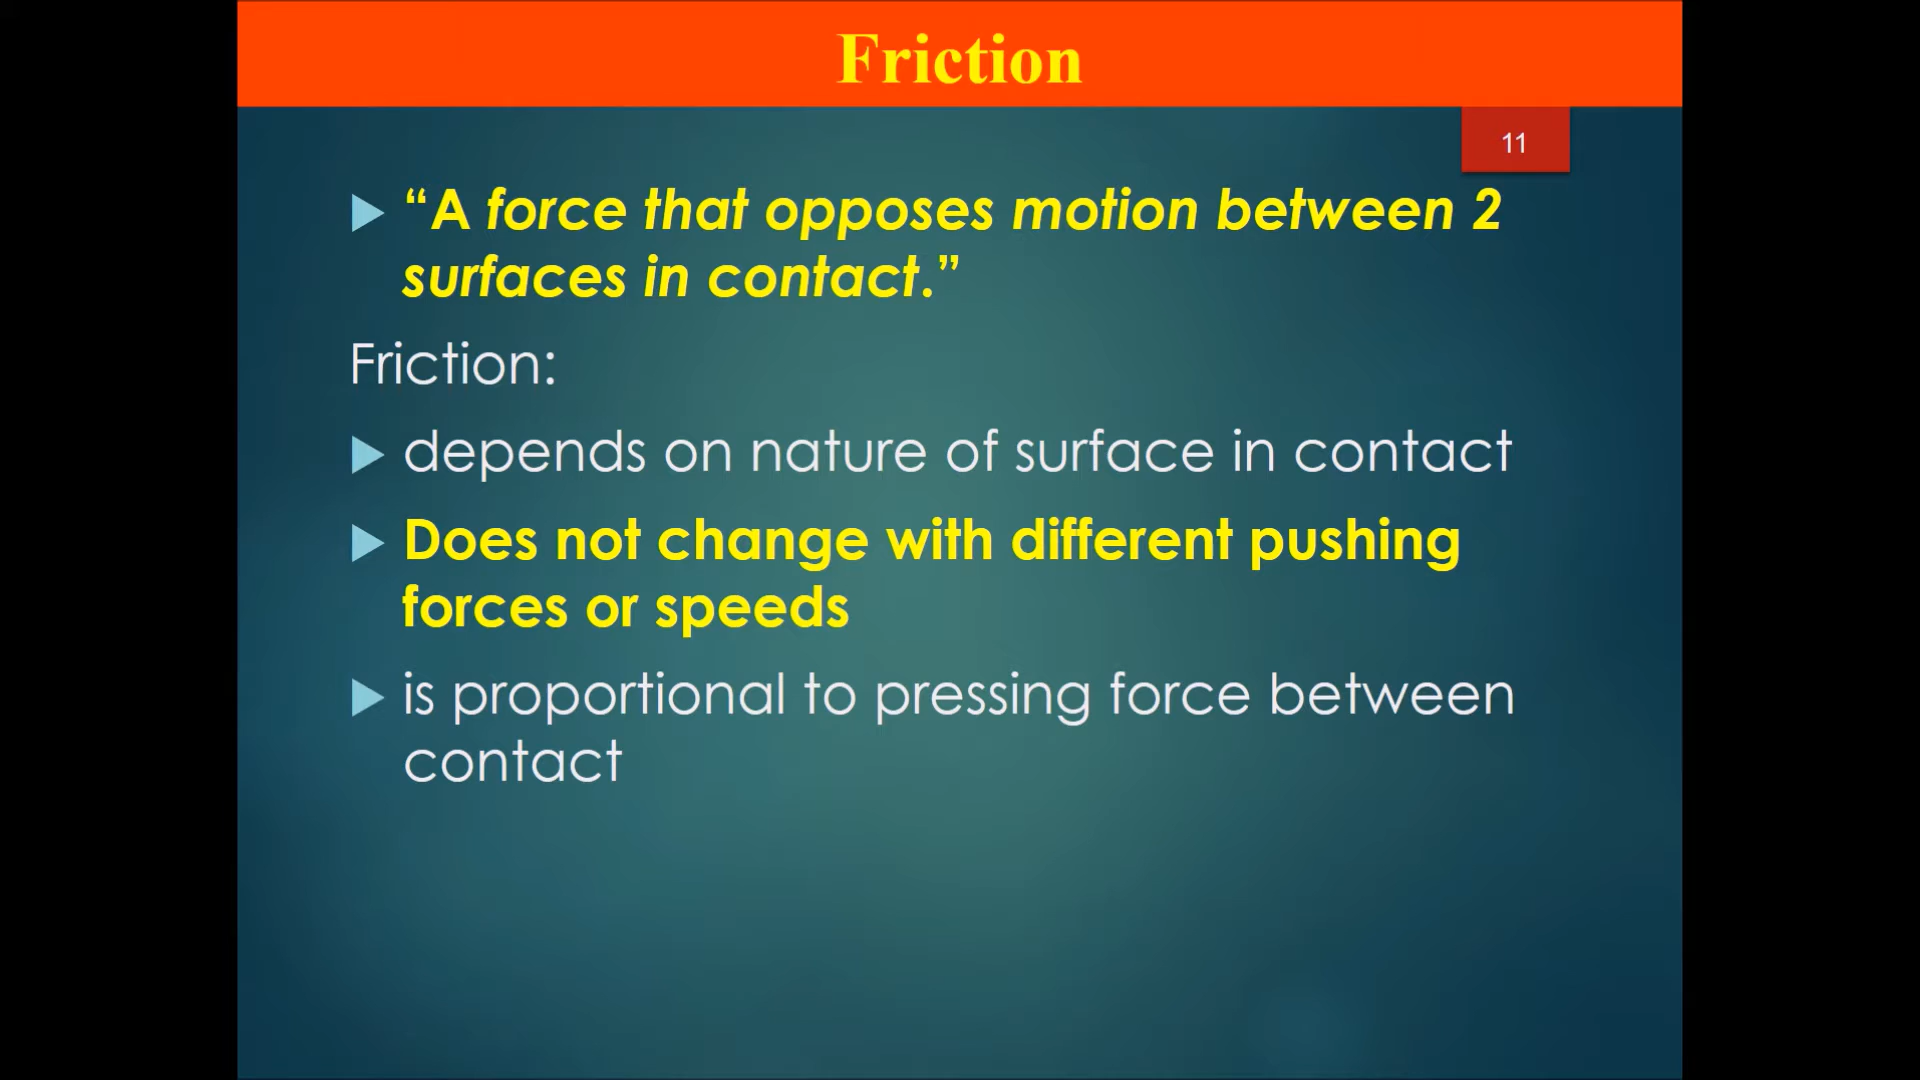 Friction
11
“A force that opposes motion between 2
surfaces in contact.”
Friction:
depends on nature of surface in contact
Does not change with different pushing
forces or speeds
is proportional to pressing force between
contact